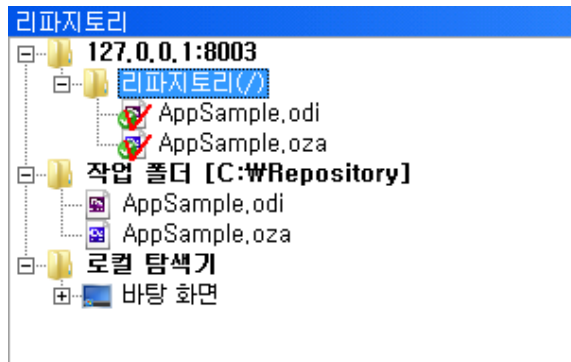 리파지토리
127.0.0.1:8003
리파지토리(/)
AppSample.odi
AppSample.oza
작업 폴더 [C:₩Repository]
AppSample.odi
AppSample.oza
로컬 탐색기
바탕 화면